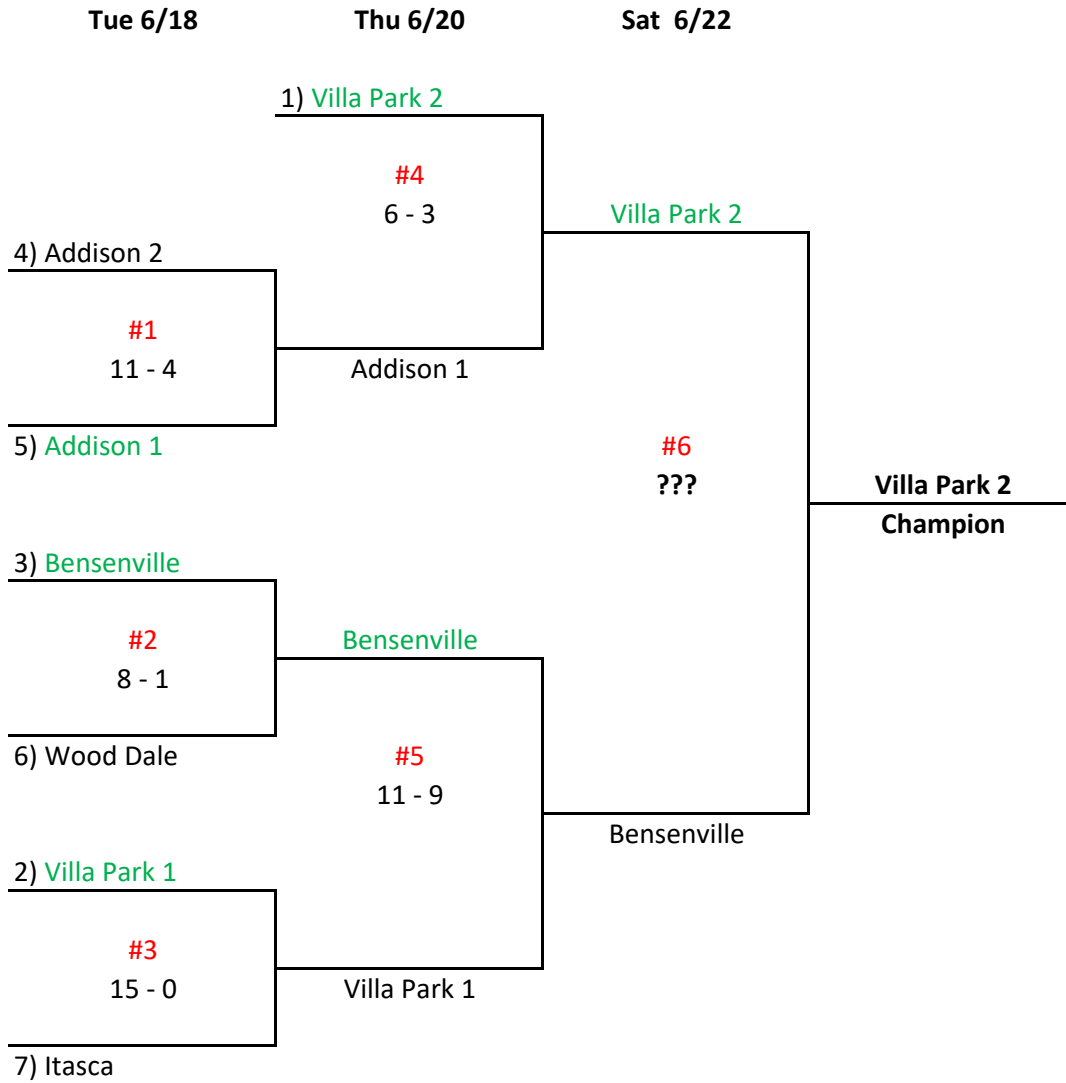 Tue 6/18 Thu 6/20 Sat 6/22
1) Villa Park 2
#4
6 - 3
Villa Park 2
4) Addison 2
#1
11 - 4
Addison 1
5) Addison 1
#6
???
Villa Park 2
Champion
3) Bensenville
#2
8 - 1
Bensenville
6) Wood Dale
#5
11 - 9
Bensenville
2) Villa Park 1
#3
15 - 0
Villa Park 1
7) Itasca